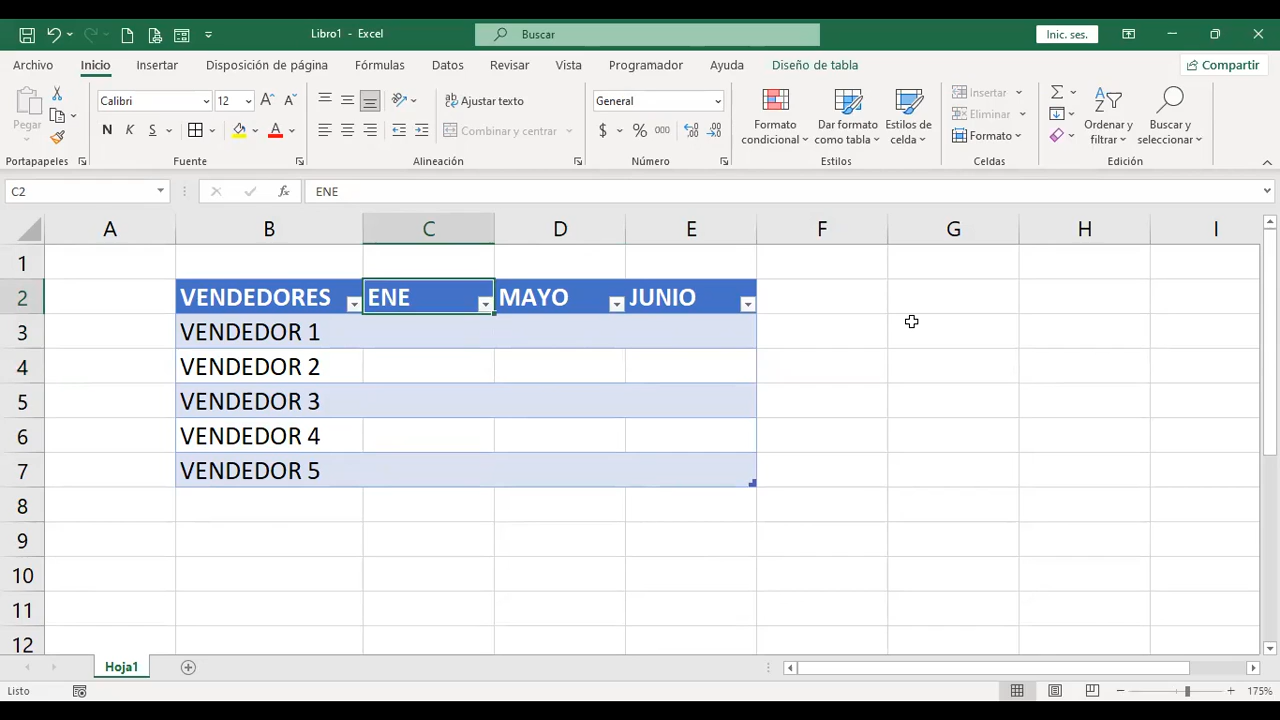 Libro1 - Excel
Buscar
Inic. ses.
Archivo Inicio Insertar Disposición de página Fórmulas Datos Revisar Vista Programador Ayuda Diseño de tabla Compartir
Pegar
Portapapeles
Calibri 12
N K S
Fuente
Ajustar texto
Combinar y centrar
Alineación
General
$ % 000
Número
Formato condicional
Dar formato como tabla
Estilos de celda
Estilos
Insertar
Eliminar
Formato
Celdas
Ordenar y filtrar
Buscar y seleccionar
Edición
C2 fx ENE
A B C D E F G H I
1
2 VENDEDORES ENE MAYO JUNIO
3 VENDEDOR 1
4 VENDEDOR 2
5 VENDEDOR 3
6 VENDEDOR 4
7 VENDEDOR 5
8
9
10
11
12
Hoja1
Listo 175%